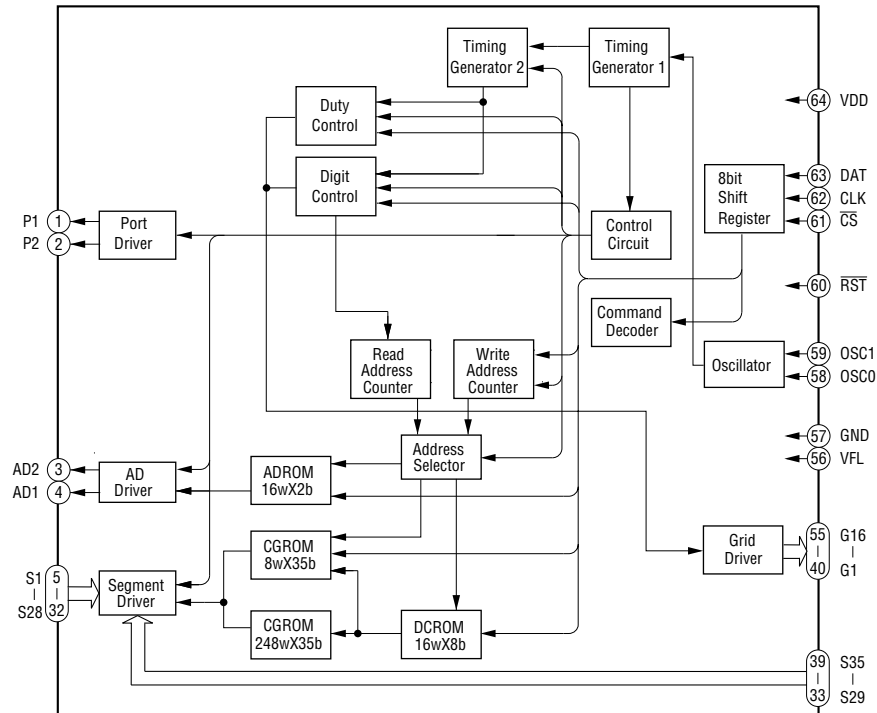 Timing
Generator 2
Timing
Generator 1
Duty
Control
64 VDD
Digit
Control
8bit
Shift
Register
63 DAT
62 CLK
61 CS
P1 1
P2 2
Port
Driver
Control
Circuit
60 RST
Command
Decoder
Read
Address
Counter
Write
Address
Counter
Oscillator
59 OSC1
58 OSC0
57 GND
56 VFL
Address
Selector
AD2 3
AD1 4
AD
Driver
ADROM
16wX2b
CGROM
8wX35b
Grid
Driver
55 G16
40 G1
S1 5
S28 32
Segment
Driver
CGROM
248wX35b
DCROM
16wX8b
39 S35
33 S29